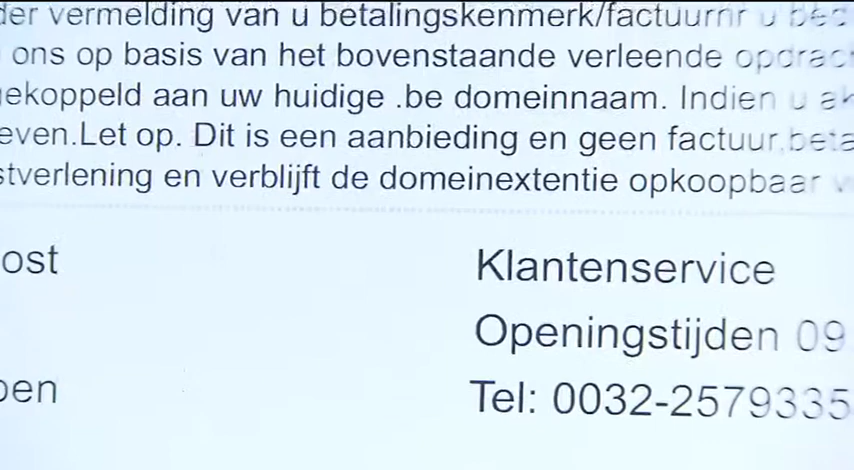 der vermelding van u betalingskenmerk/factuurnr u
ons op basis van het bovenstaande verleende
gekoppeld aan uw huidige .be domeinnaam. Indien u
even.Let op. Dit is een aanbieding en geen factuur.
stverlening en verblijft de domeinextentie opkoopbaar
ost
Klantenservice
Openingstijden 09
pen
Tel: 0032-2579335